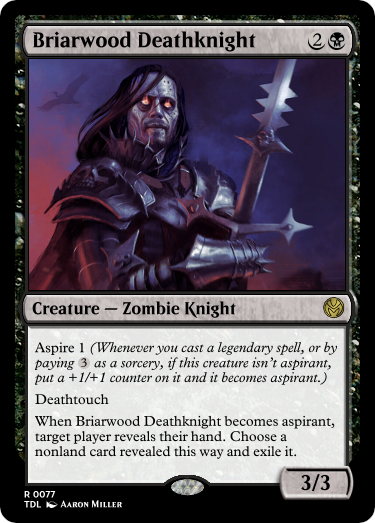 Briarwood Deathknight 2
Creature — Zombie Knight
Aspire 1 (Whenever you cast a legendary spell, or by
paying 3 as a sorcery, if this creature isn't aspirant,
put a +1/+1 counter on it and it becomes aspirant.)
Deathtouch
When Briarwood Deathknight becomes aspirant,
target player reveals their hand. Choose a
nonland card revealed this way and exile it.
3/3
R 0077
TDL Aaron Miller